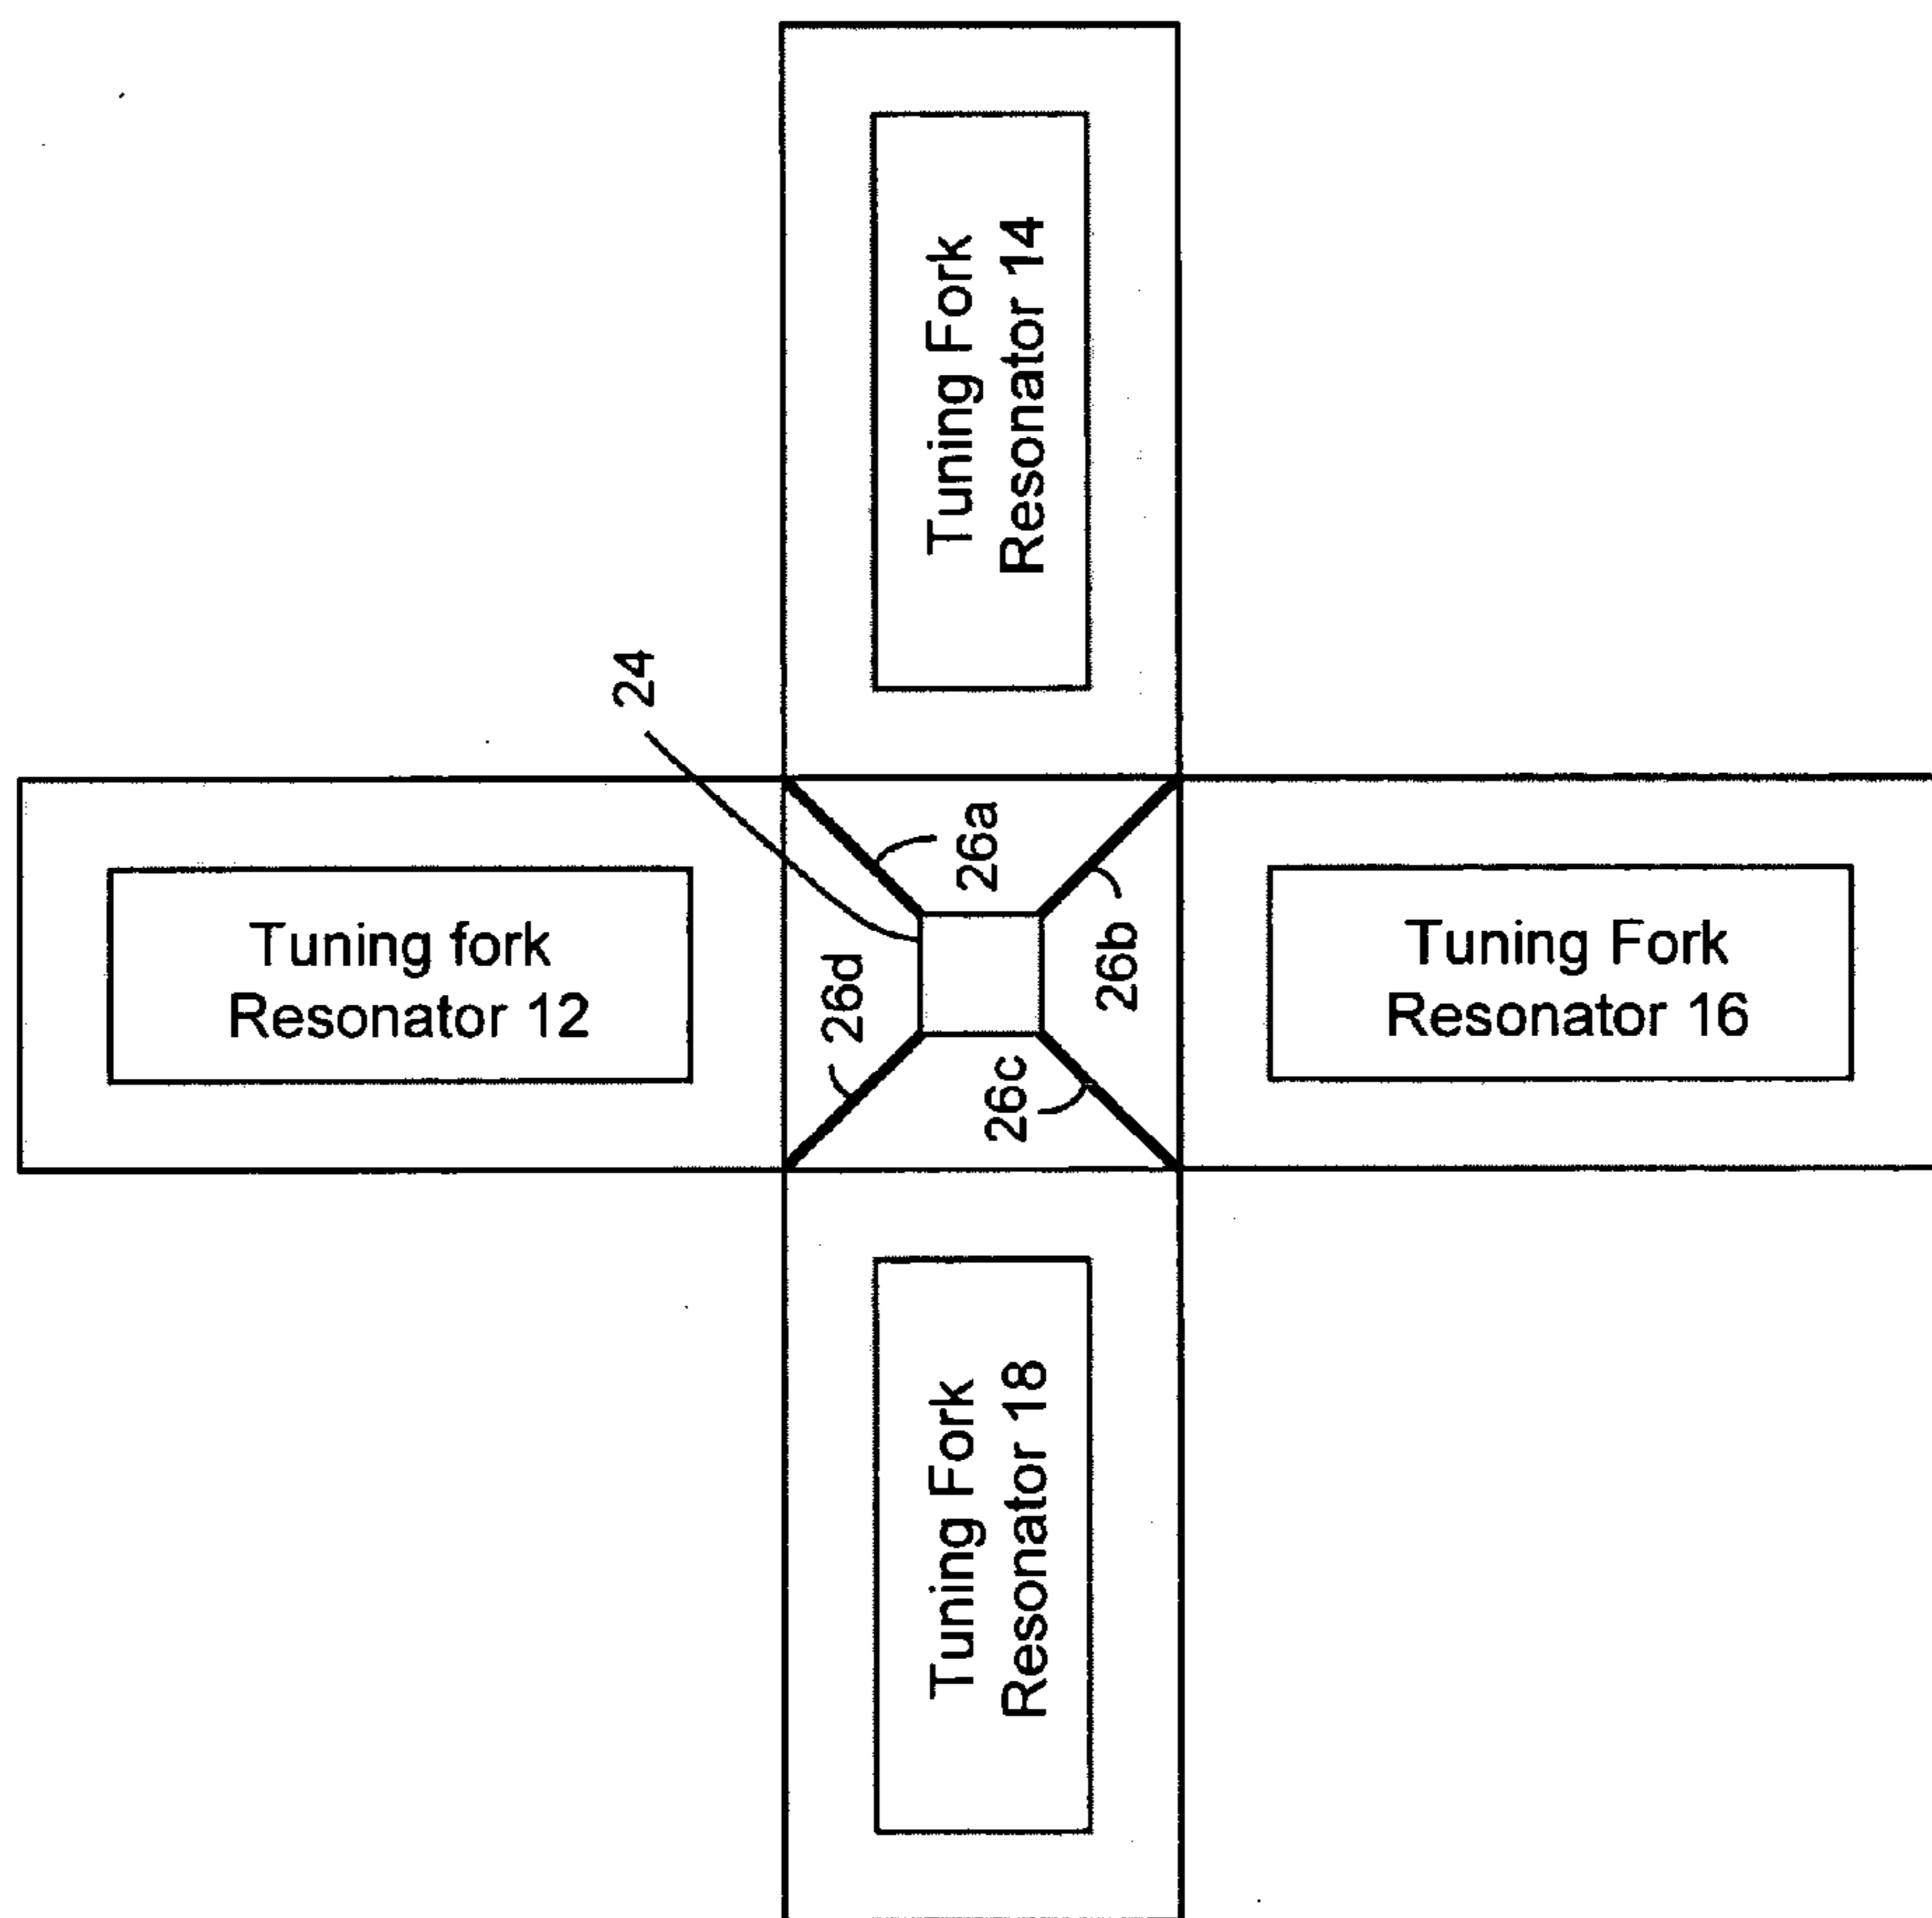 Tuning Fork
Resonator 14
24
26a
Tuning fork
Resonator 12
26d
26b
Tuning Fork
Resonator 16
26c
Tuning Fork
Resonator 18